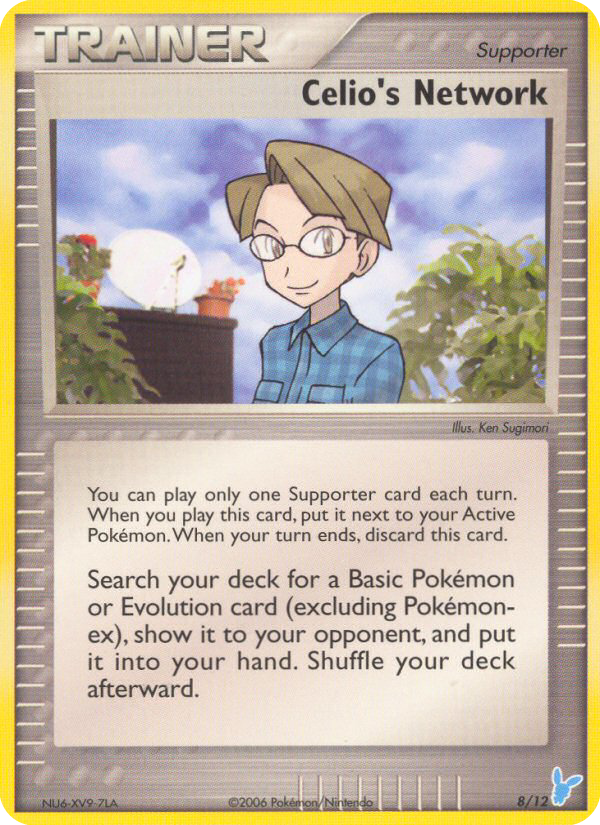 TRAINER
Supporter
Celio's Network
Illus. Ken Sugimori
You can play only one Supporter card each turn.
When you play this card, put it next to your Active
Pokémon. When your turn ends, discard this card.
Search your deck for a Basic Pokémon
or Evolution card (excluding Pokémon-
ex), show it to your opponent, and put
it into your hand. Shuffle your deck
afterward.
NU6-XV9-7LA
©2006 Pokémon/Nintendo
8/12